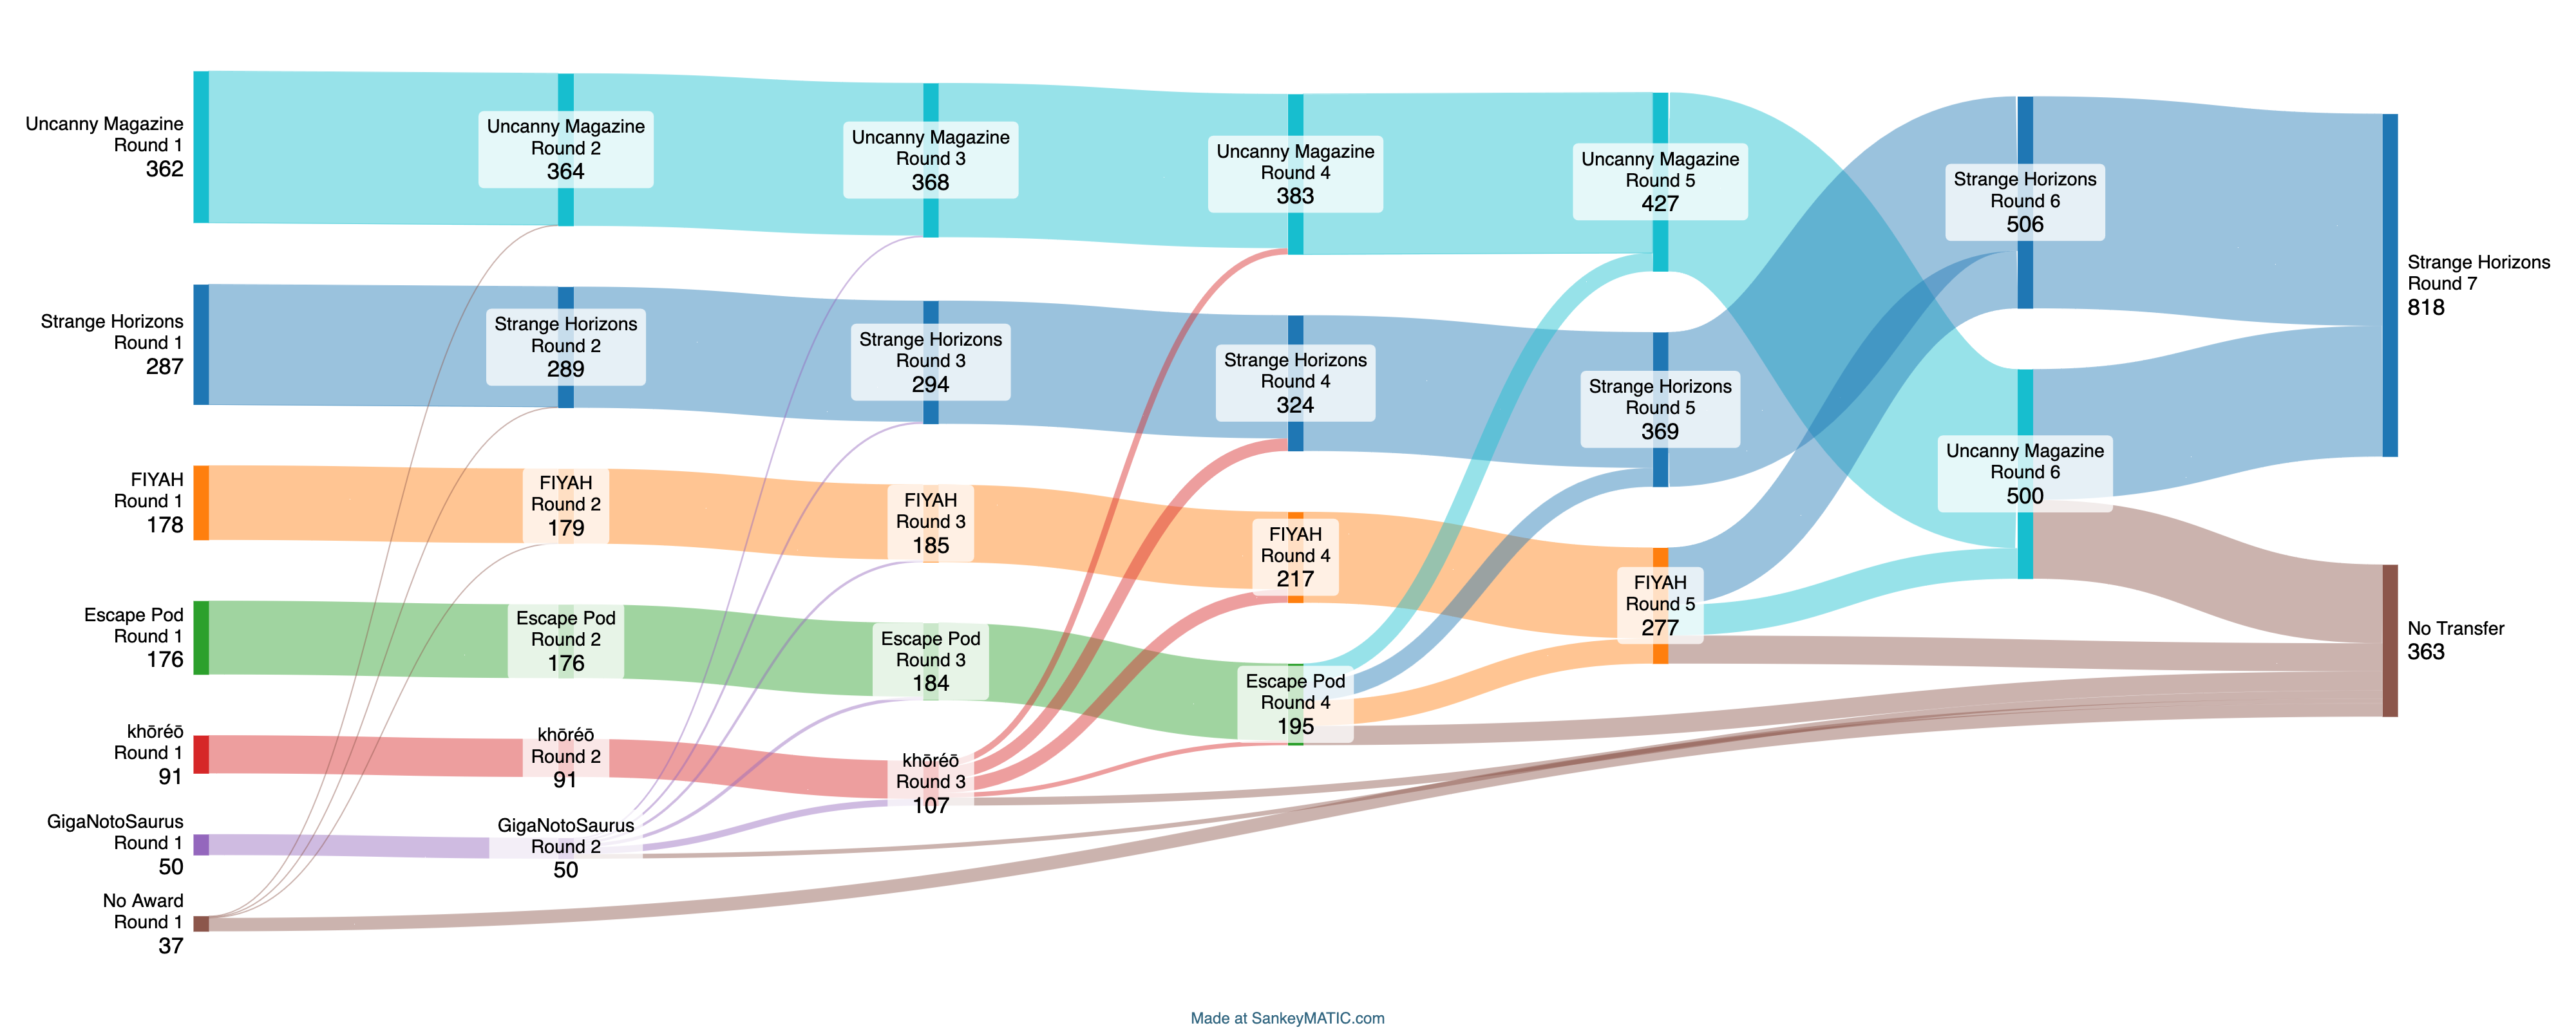 Uncanny Magazine
Round 1
362
Strange Horizons
Round 1
287
FIYAH
Round 1
178
Escape Pod
Round 1
176
khōréō
Round 1
91
GigaNotoSaurus
Round 1
50
No Award
Round 1
37
Uncanny Magazine
Round 2
364
Strange Horizons
Round 2
289
FIYAH
Round 2
179
Escape Pod
Round 2
176
khōréō
Round 2
91
GigaNotoSaurus
Round 2
50
Uncanny Magazine
Round 3
368
Strange Horizons
Round 3
294
FIYAH
Round 3
185
Escape Pod
Round 3
184
khōréō
Round 3
107
Uncanny Magazine
Round 4
383
Strange Horizons
Round 4
324
FIYAH
Round 4
217
Escape Pod
Round 4
195
Uncanny Magazine
Round 5
427
Strange Horizons
Round 5
369
FIYAH
Round 5
277
Strange Horizons
Round 6
506
Uncanny Magazine
Round 6
500
Strange Horizons
Round 7
818
No Transfer
363
Made at SankeyMATIC.com